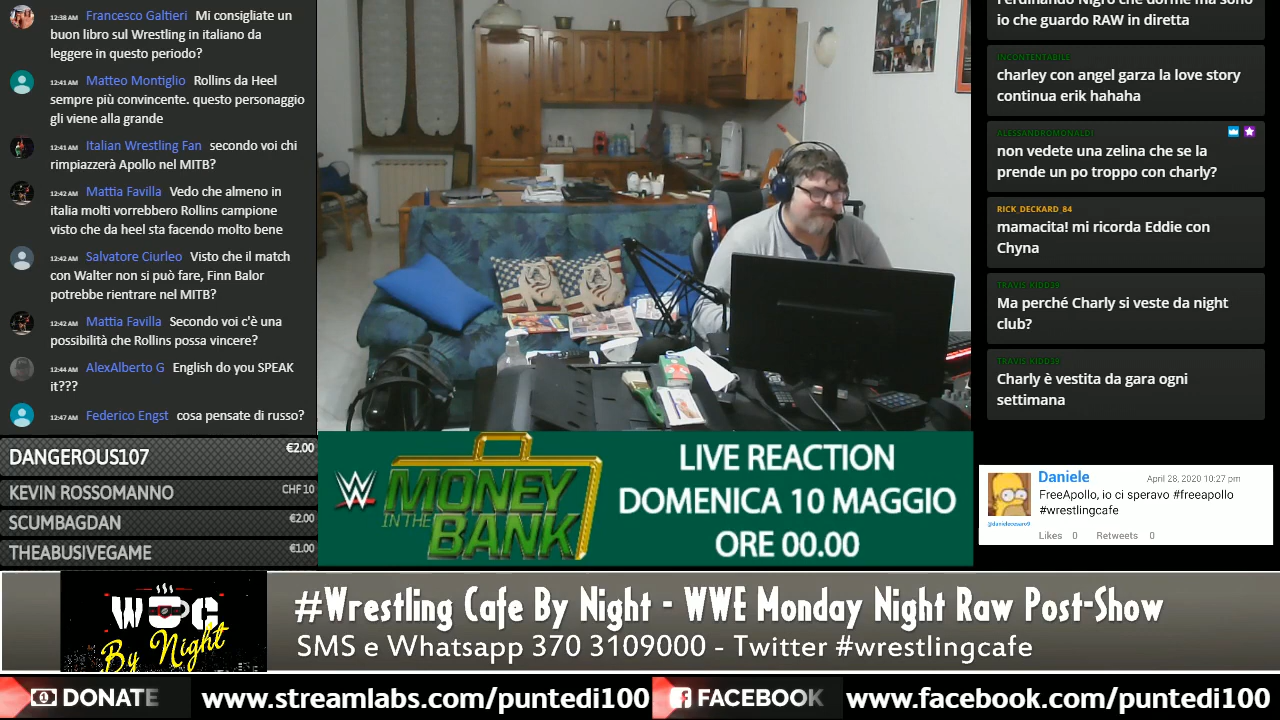 12:38 AM Francesco Galtieri Mi consigliate un
buon libro sul Wrestling in italiano da
leggere in questo periodo?
12:41 AM Matteo Montiglio Rollins da Heel
sempre più convincente. questo personaggio
gli viene alla grande
12:41 AM Italian Wrestling Fan secondo voi chi
rimpiazzerà Apollo nel MITB?
12:42 AM Mattia Favilla Vedo che almeno in
italia molti vorrebbero Rollins campione
visto che da heel sta facendo molto bene
12:42 AM Salvatore Ciurleo Visto che il match
con Walter non si può fare, Finn Balor
potrebbe rientrare nel MITB?
12:42 AM Mattia Favilla Secondo voi c'è una
possibilità che Rollins possa vincere?
12:44 AM AlexAlberto G English do you SPEAK
it???
12:47 AM Federico Engst cosa pensate di russo?
DANGEROUS107 €2.00
KEVIN ROSSOMANNO CHF 10
SCUMBAGDAN €2.00
THEABUSIVEGAME €1.00
W
MONEY
IN THE
BANK
LIVE REACTION
DOMENICA 10 MAGGIO
ORE 00.00
Ferdinando Nigro che dorme ma sono
io che guardo RAW in diretta
INCONTENTABILE
charley con angel garza la love story
continua erik hahaha
ALESSANDROMONALDI
non vedete una zelina che se la
prende un po troppo con charly?
RICK_DECKARD_84
mamacita! mi ricorda Eddie con
Chyna
TRAVIS_KIDD29
Ma perché Charly si veste da night
club?
TRAVIS_KIDD29
Charly è vestita da gara ogni
settimana
Daniele April 28, 2020 10:27 pm
FreeApollo, io ci speravo #freeapollo
#wrestlingcafe
Likes 0 Retweets 0
By Night
#Wrestling Cafe By Night - WWE Monday Night Raw Post-Show
SMS e Whatsapp 370 3109000 - Twitter #wrestlingcafe
DONATE www.streamlabs.com/puntedi100 FACEBOOK www.facebook.com/puntedi100